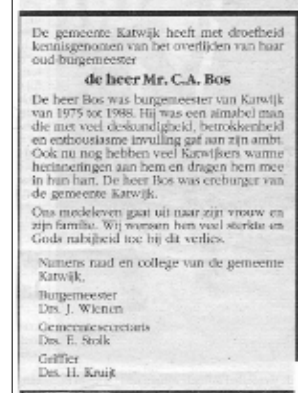 De gemeente Katwijk heeft met droefheid
kennisgenomen van het overlijden van haar
oud-burgemeester
de heer Mr. C.A. Bos
De heer Bos was burgemeester van Katwijk
van 1975 tot 1988. Hij was een aimabel man
die met veel deskundigheid, betrokkenheid
en enthousiasme invulling gaf aan zijn ambt.
Ook nu nog hebben veel Katwijkers warme
herinneringen aan hem en dragen hem mee
in hun hart. De heer Bos was ereburger van
de gemeente Katwijk.
Ons medeleven gaat uit naar zijn vrouw en
zijn familie. Wij wensen hen veel sterkte en
Gods nabijheid toe bij dit verlies.
Namens raad en college van de gemeente
Katwijk,
Burgemeester
Drs. J. Wienen
Gemeentesecretaris
Drs. E. Stolk
Griffier
Drs. H. Kruijt